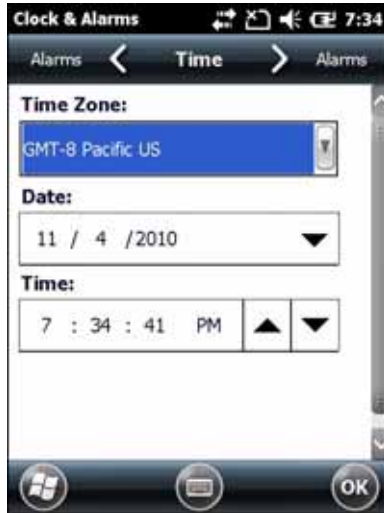 Clock & Alarms 7:34
Alarms Time Alarms
Time Zone:
GMT-8 Pacific US
Date:
11 / 4 /2010
Time:
7 : 34 : 41 PM
OK